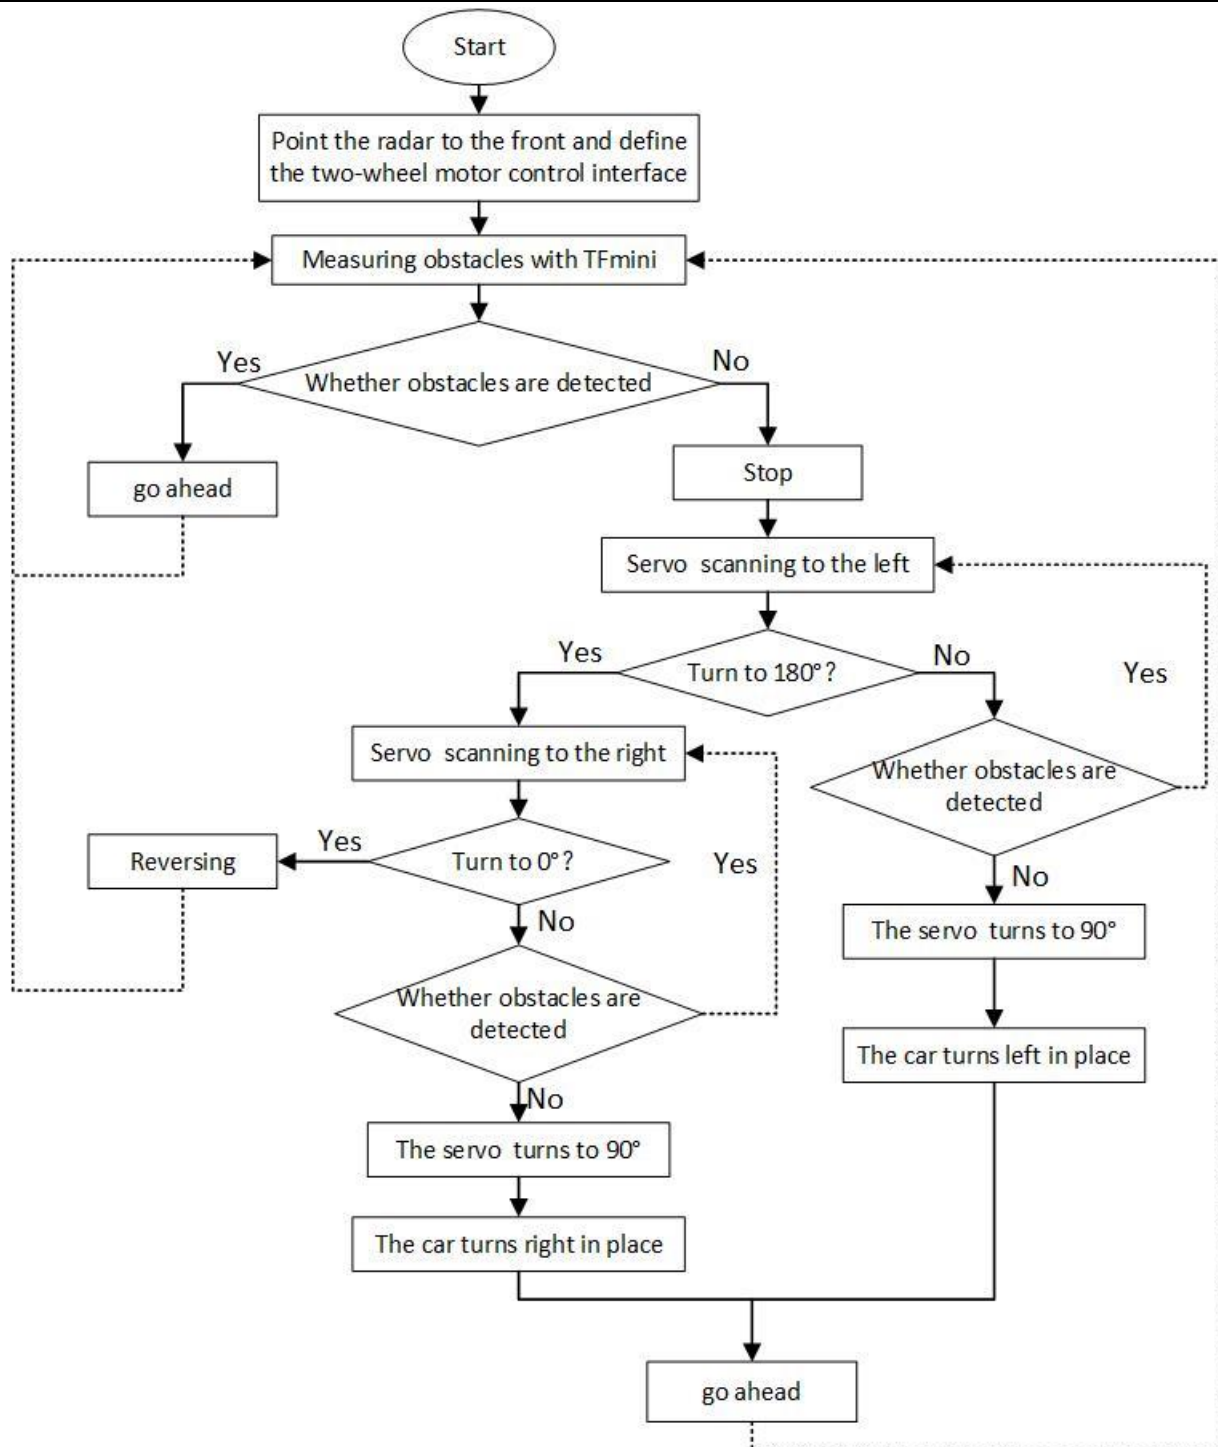 Start
Point the radar to the front and define
the two-wheel motor control interface
Measuring obstacles with TFmini
Yes
No
Whether obstacles are detected
go ahead
Stop
Servo scanning to the left
Yes
No
Turn to 180°?
Yes
Servo scanning to the right
Whether obstacles are
detected
Yes
Reversing
Turn to 0°?
Yes
No
No
The servo turns to 90°
Whether obstacles are
detected
The car turns left in place
No
The servo turns to 90°
The car turns right in place
go ahead